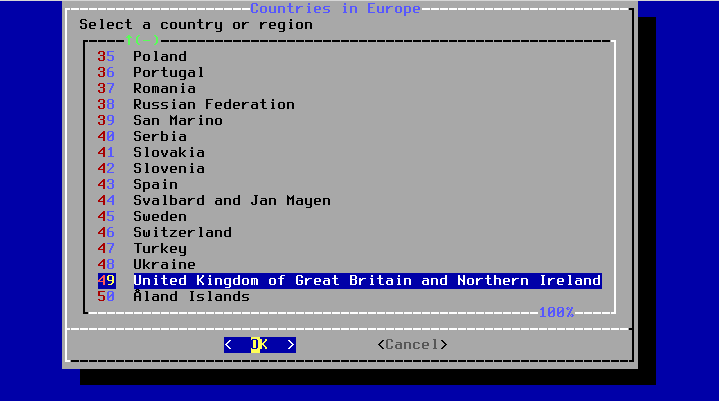 Countries in Europe
Select a country or region
↑(-)
35 Poland
36 Portugal
37 Romania
38 Russian Federation
39 San Marino
40 Serbia
41 Slovakia
42 Slovenia
43 Spain
44 Svalbard and Jan Mayen
45 Sweden
46 Switzerland
47 Turkey
48 Ukraine
49 United Kingdom of Great Britain and Northern Ireland
50 Åland Islands
100%
< OK > <Cancel>